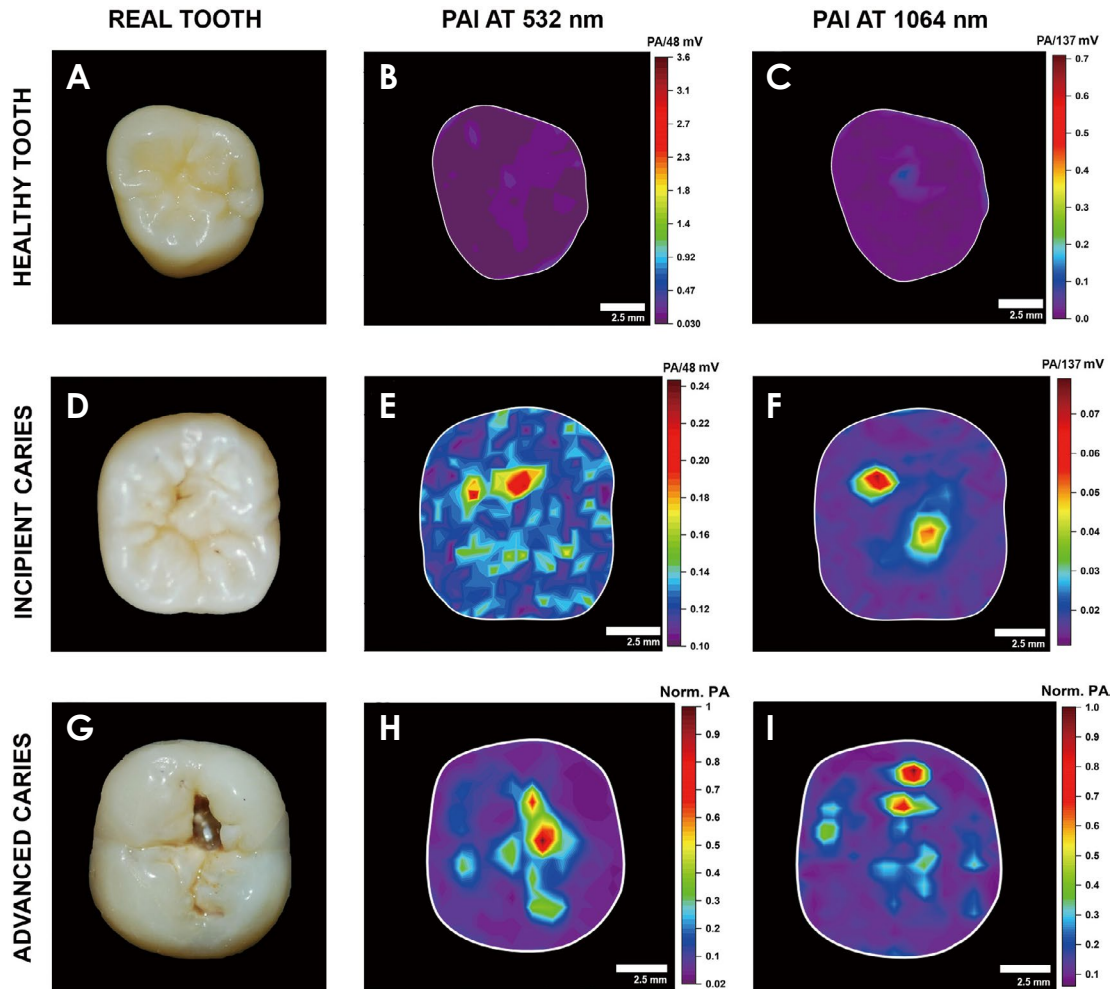 REAL TOOTH
PAI AT 532 nm
PAI AT 1064 nm
HEALTHY TOOTH
A
B
PA/48 mV
3.6
3.1
2.7
2.3
1.8
1.4
0.92
0.47
0.030
2.5 mm
C
PA/137 mV
0.7
0.6
0.5
0.4
0.3
0.2
0.1
0.0
2.5 mm
INCIPIENT CARIES
D
E
PA/48 mV
0.24
0.22
0.20
0.18
0.16
0.14
0.12
0.10
2.5 mm
F
PA/137 mV
0.07
0.06
0.05
0.04
0.03
0.02
2.5 mm
ADVANCED CARIES
G
H
Norm. PA
1
0.9
0.8
0.7
0.6
0.5
0.4
0.3
0.2
0.1
0.02
2.5 mm
I
Norm. PA
1.0
0.9
0.8
0.7
0.6
0.5
0.4
0.3
0.2
0.1
2.5 mm